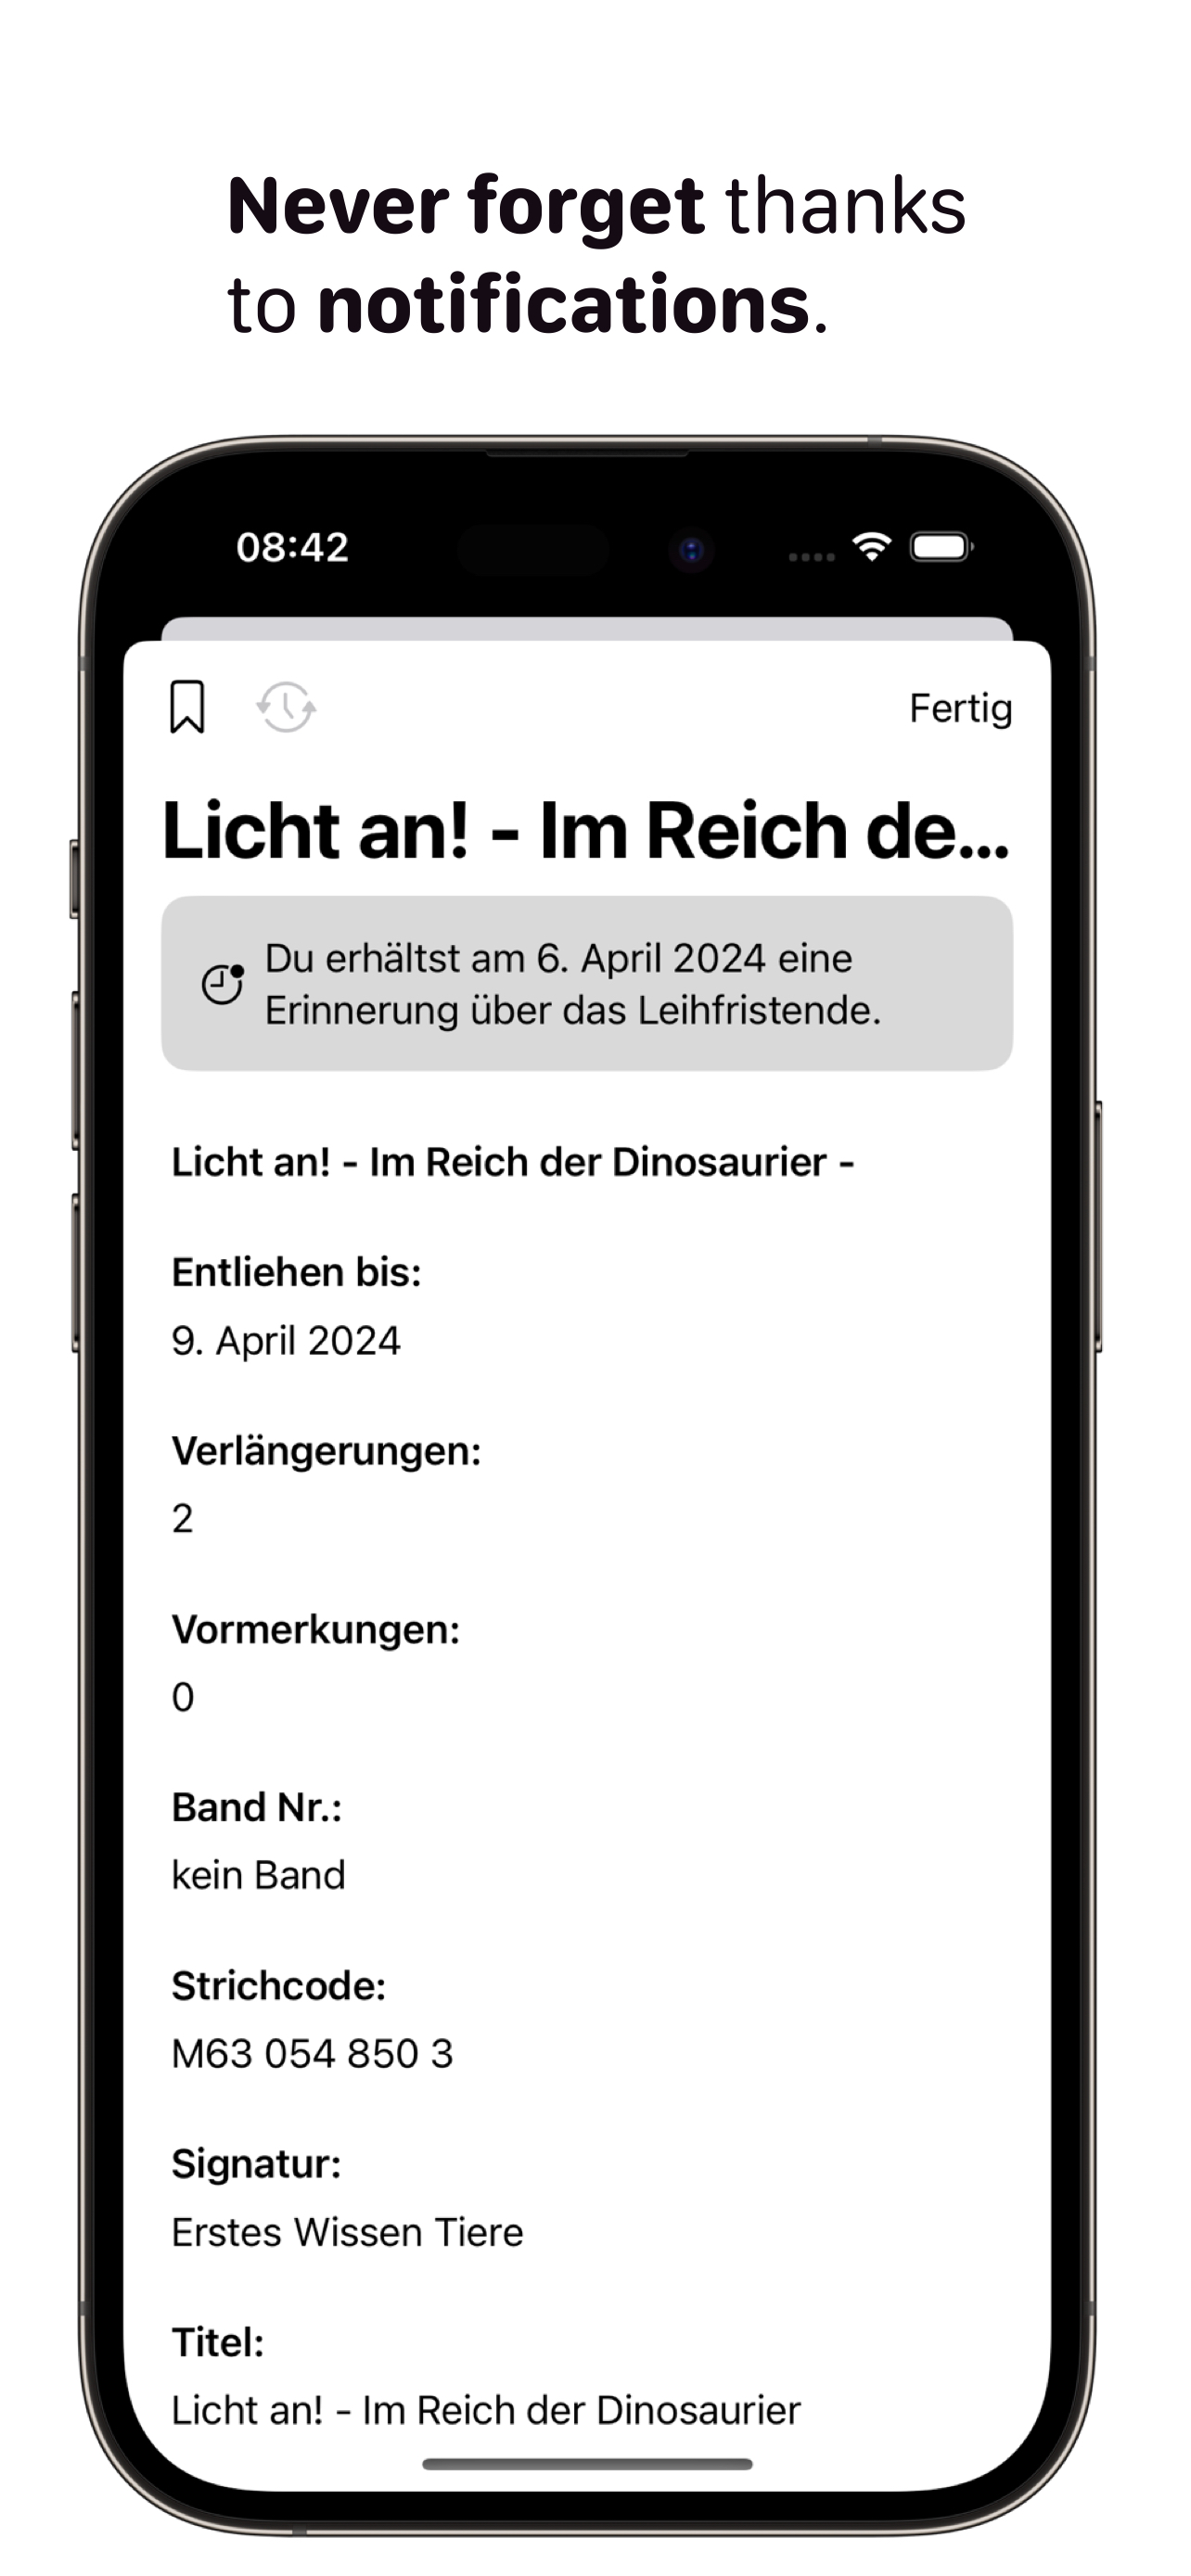 Never forget thanks
to notifications.
08:42
Fertig
Licht an! - Im Reich de...
Du erhältst am 6. April 2024 eine
Erinnerung über das Leihfristende.
Licht an! - Im Reich der Dinosaurier -
Entliehen bis:
9. April 2024
Verlängerungen:
2
Vormerkungen:
0
Band Nr.:
kein Band
Strichcode:
M63 054 850 3
Signatur:
Erstes Wissen Tiere
Titel:
Licht an! - Im Reich der Dinosaurier